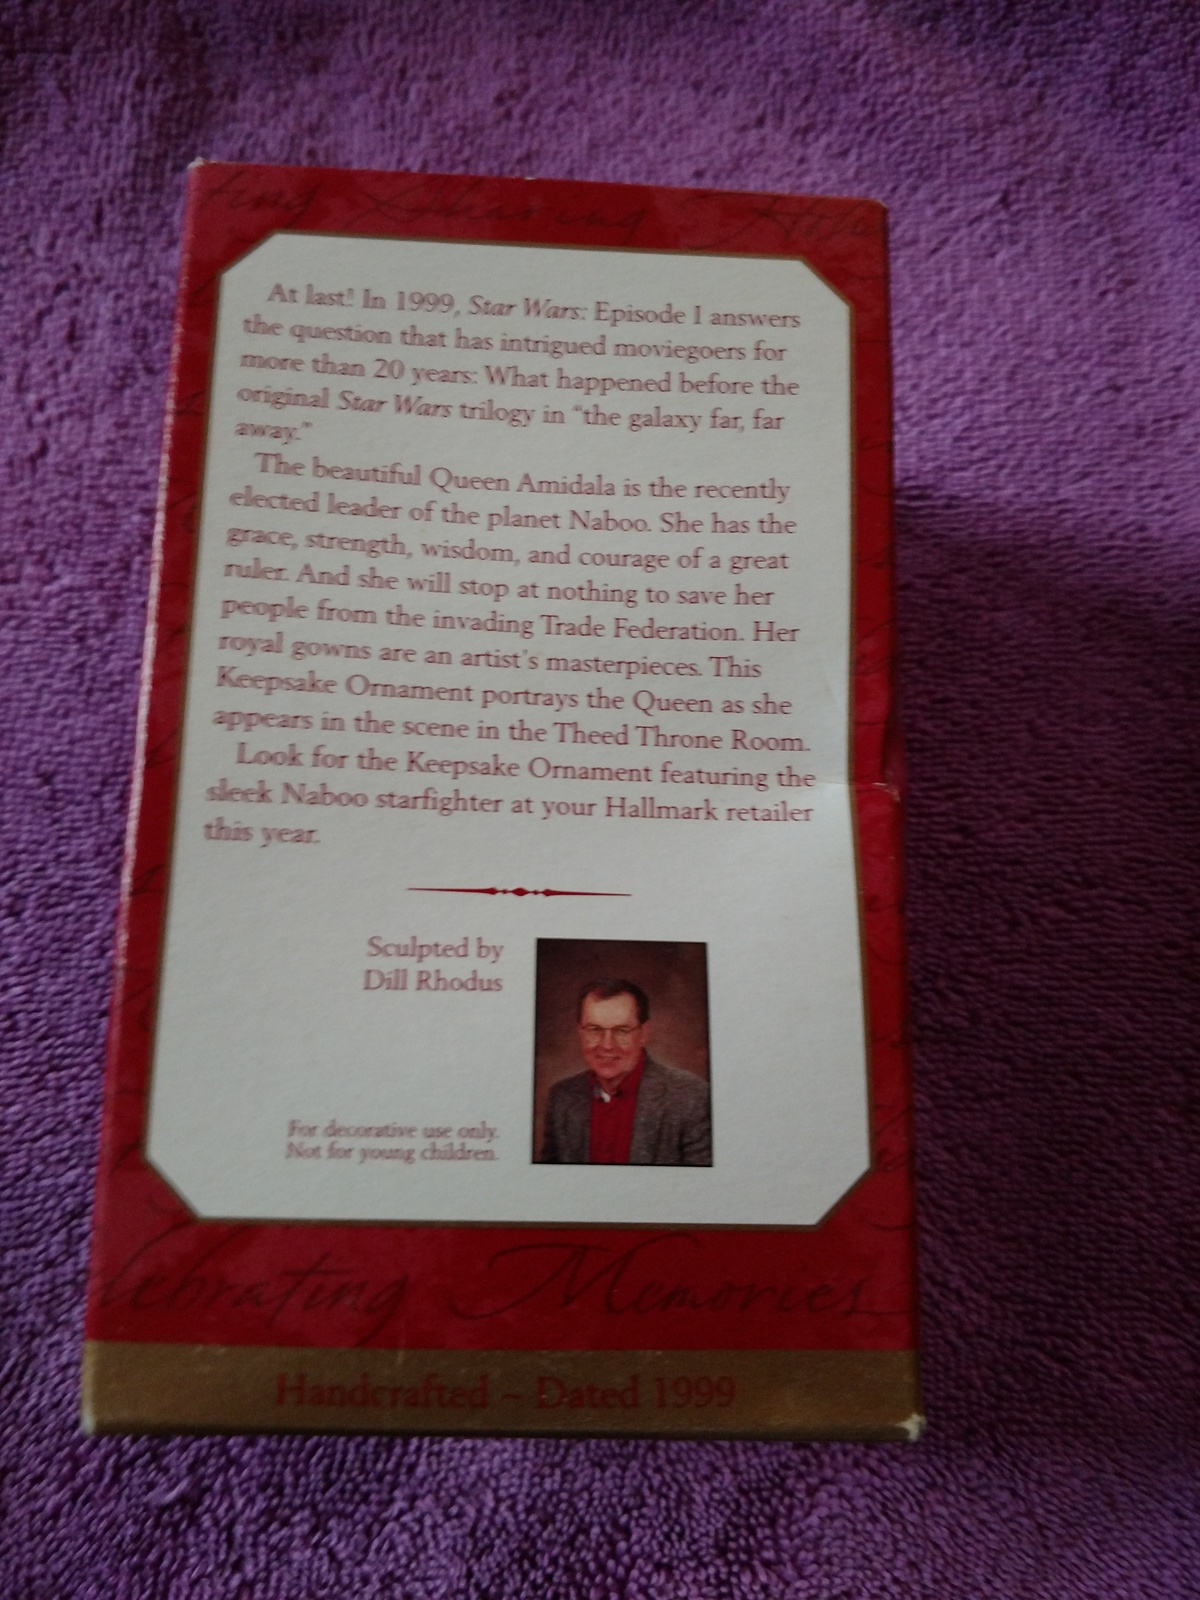 ting Sharing Hope
At last! In 1999, Star Wars: Episode I answers
the question that has intrigued moviegoers for
more than 20 years: What happened before the
original Star Wars trilogy in “the galaxy far, far
away.”
The beautiful Queen Amidala is the recently
elected leader of the planet Naboo. She has the
grace, strength, wisdom, and courage of a great
ruler. And she will stop at nothing to save her
people from the invading Trade Federation. Her
royal gowns are an artist's masterpieces. This
Keepsake Ornament portrays the Queen as she
appears in the scene in the Theed Throne Room.
Look for the Keepsake Ornament featuring the
sleek Naboo starfighter at your Hallmark retailer
this year.
Sculpted by
Dill Rhodus
For decorative use only.
Not for young children.
lebrating Memories
Handcrafted ~ Dated 1999